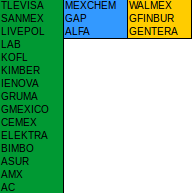 TLEVISA MEXCHEM WALMEX
SANMEX GAP GFINBUR
LIVEPOL ALFA GENTERA
LAB
KOFL
KIMBER
IENOVA
GRUMA
GMEXICO
CEMEX
ELEKTRA
BIMBO
ASUR
AMX
AC